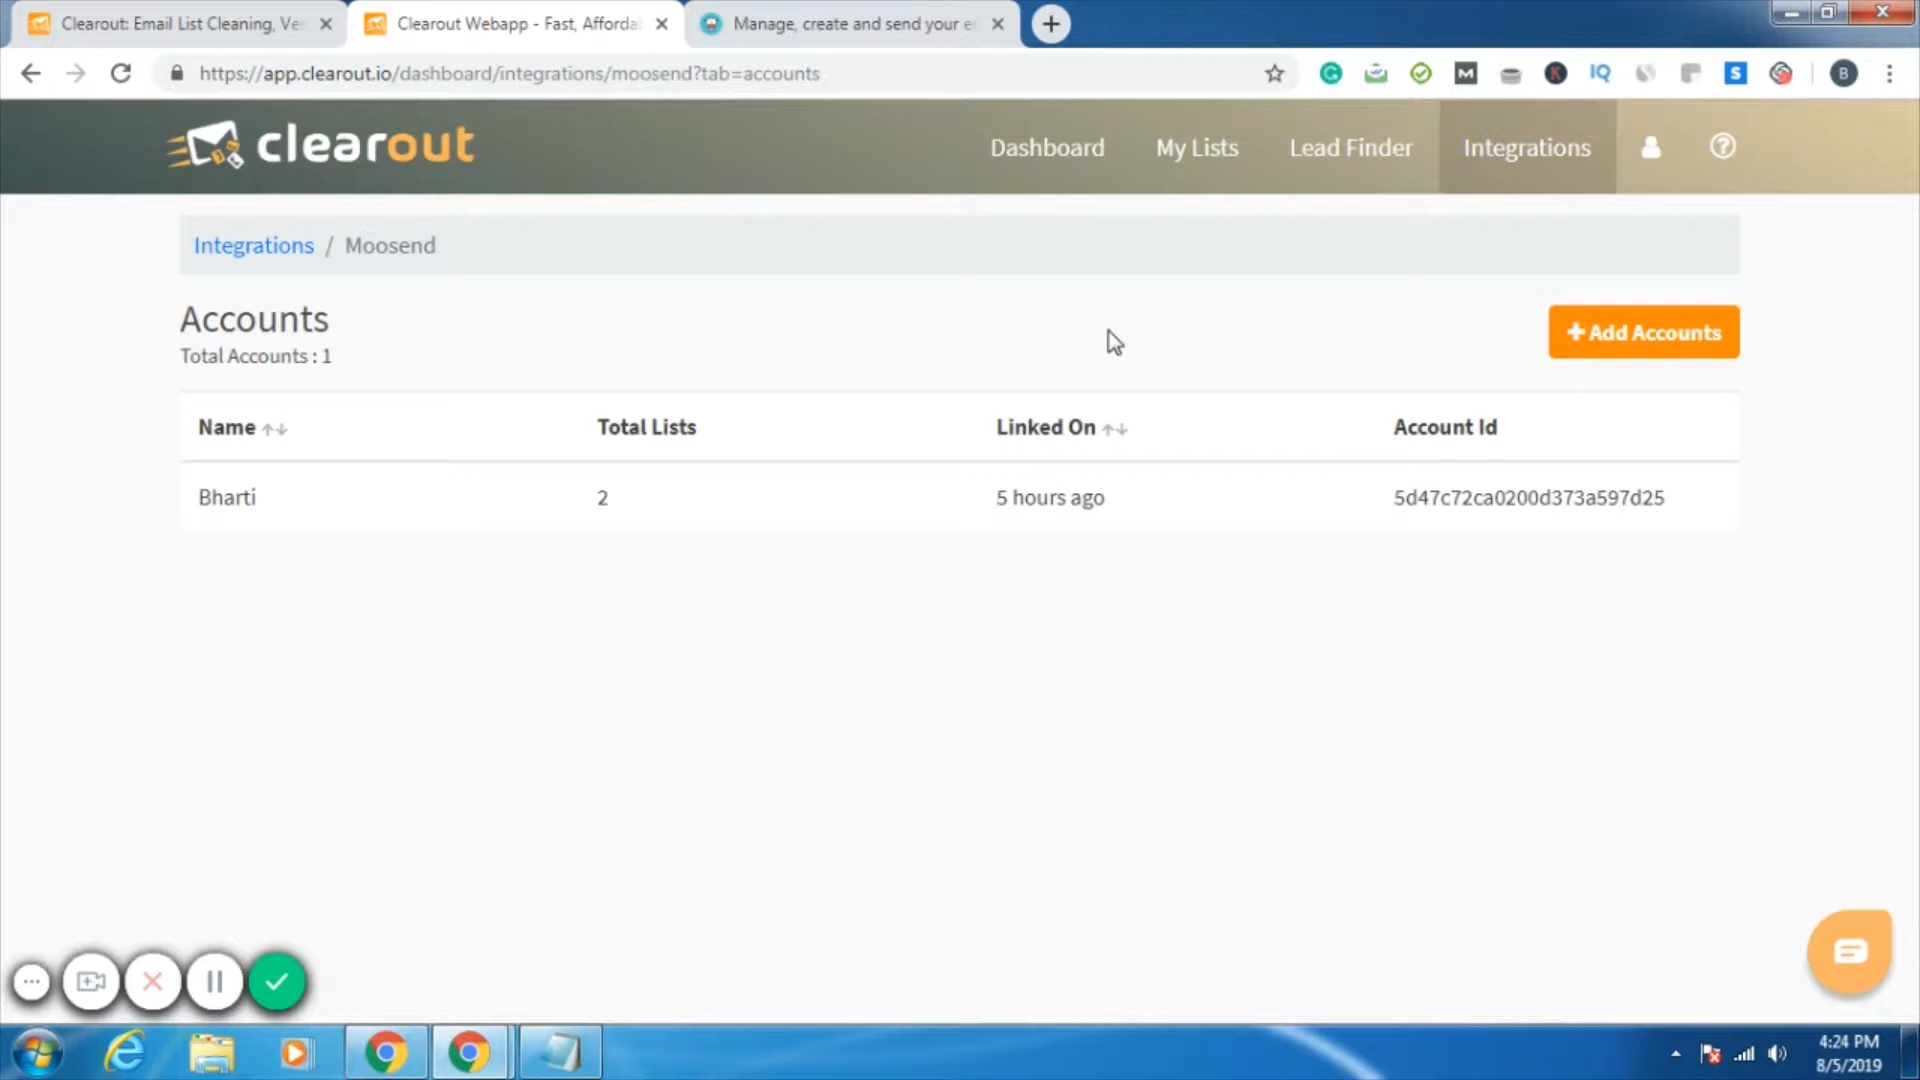 Clearout: Email List Cleaning, Ve
Clearout Webapp - Fast, Afforda
Manage, create and send your e
https://app.clearout.io/dashboard/integrations/moosend?tab=accounts
IQ
S
B
clearout
Dashboard
My Lists
Lead Finder
Integrations
Integrations / Moosend
Accounts
Total Accounts : 1
+ Add Accounts
Name
Total Lists
Linked On
Account Id
Bharti
2
5 hours ago
5d47c72ca0200d373a597d25
4:24 PM
8/5/2019